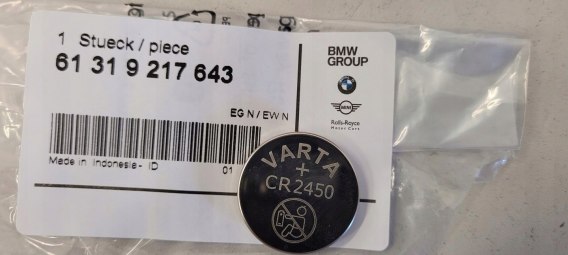 1 Stueck / piece
61 31 9 217 643
EG N / EW N
Made in Indonesia - ID
01
BMW
GROUP
MINI
Rolls-Royce
Motor Cars
VARTA
+
CR2450